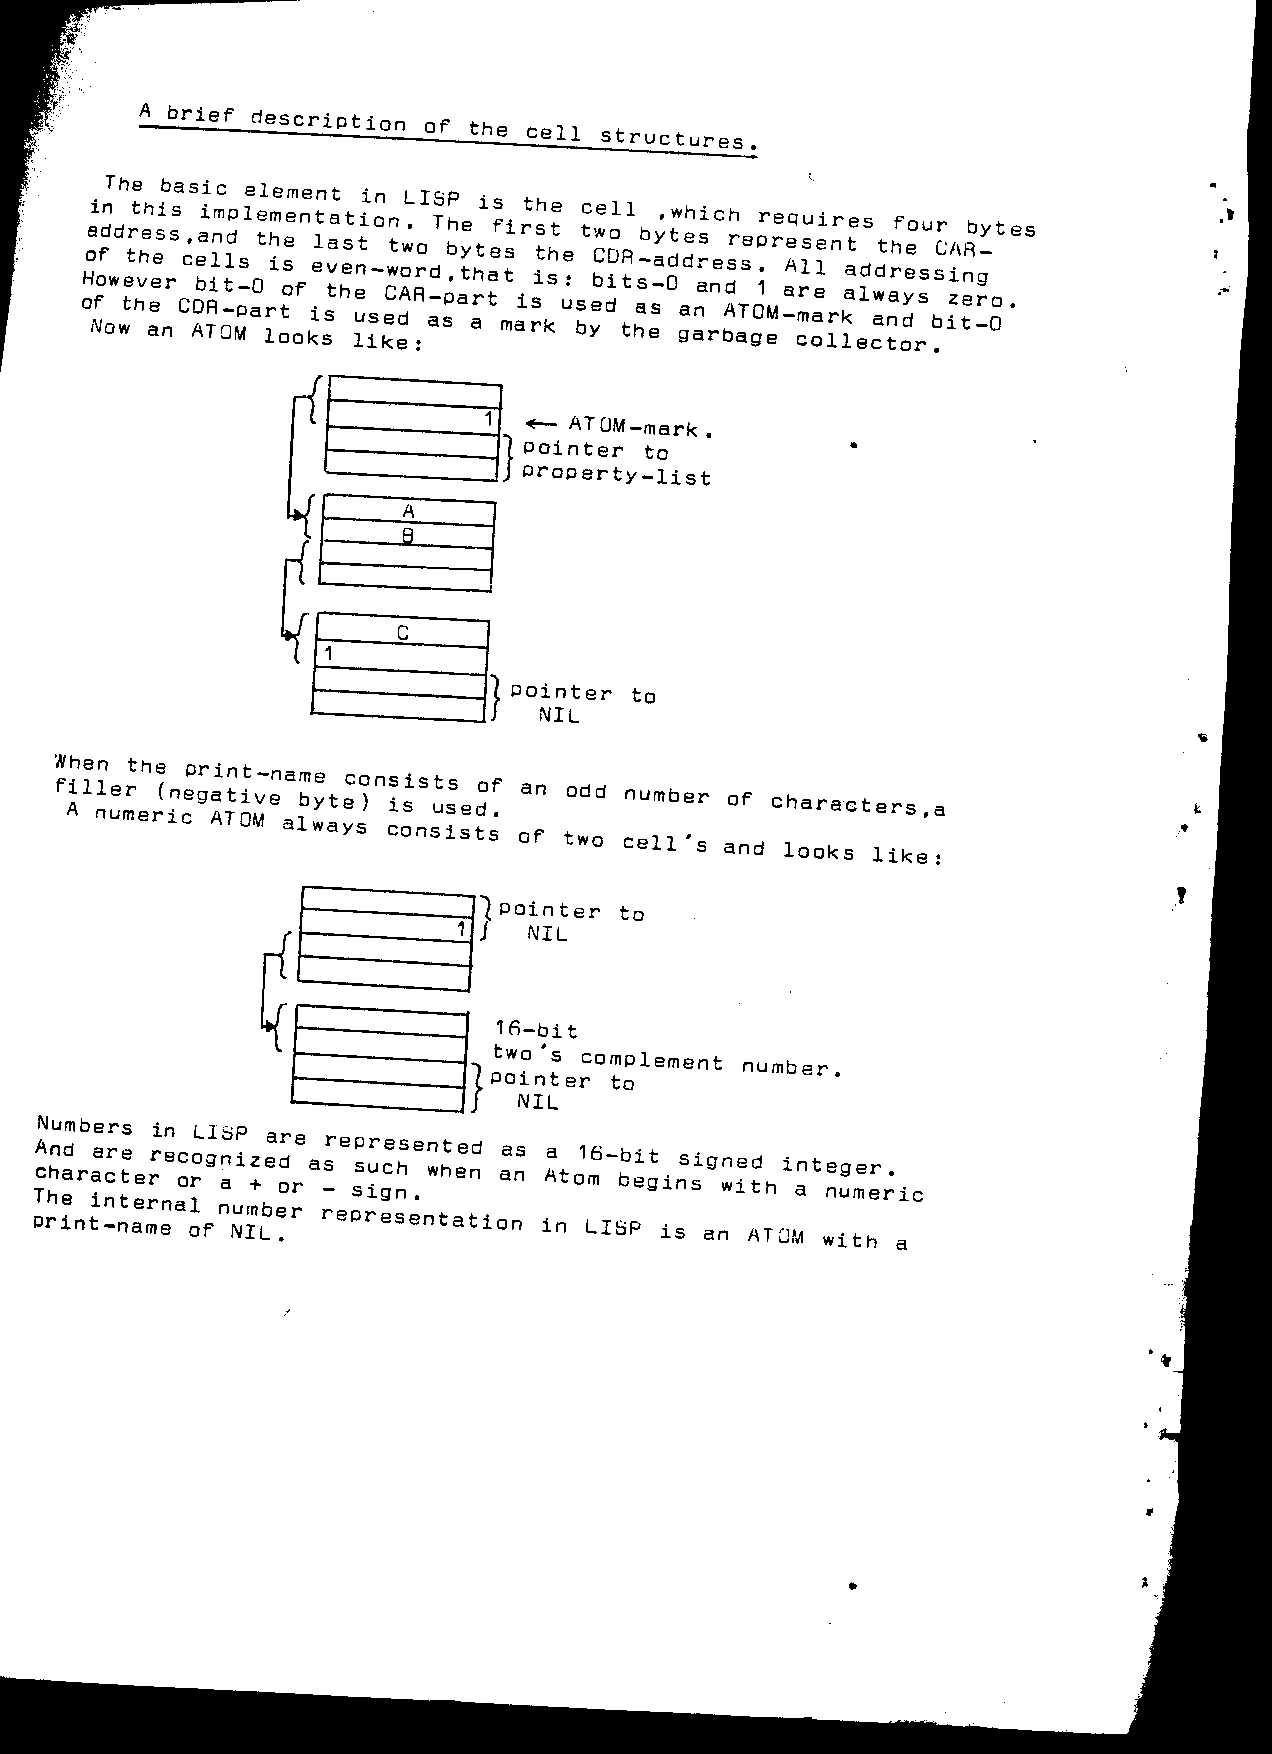 A brief description of the cell structures.
The basic element in LISP is the cell ,which requires four bytes
in this implementation. The first two bytes represent the CAR-
address,and the last two bytes the CDR-address. All addressing
of the cells is even-word,that is: bits-0 and 1 are always zero.
However bit-0 of the CAR-part is used as an ATOM-mark and bit-0
of the CDR-part is used as a mark by the garbage collector.
Now an ATOM looks like:
1
← ATOM-mark.
pointer to
property-list
A
B
C
1
pointer to
NIL
When the print-name consists of an odd number of characters,a
filler (negative byte) is used.
A numeric ATOM always consists of two cell's and looks like:
pointer to
1
NIL
16-bit
two's complement number.
pointer to
NIL
Numbers in LISP are represented as a 16-bit signed integer.
And are recognized as such when an Atom begins with a numeric
character or a + or - sign.
The internal number representation in LISP is an ATOM with a
print-name of NIL.